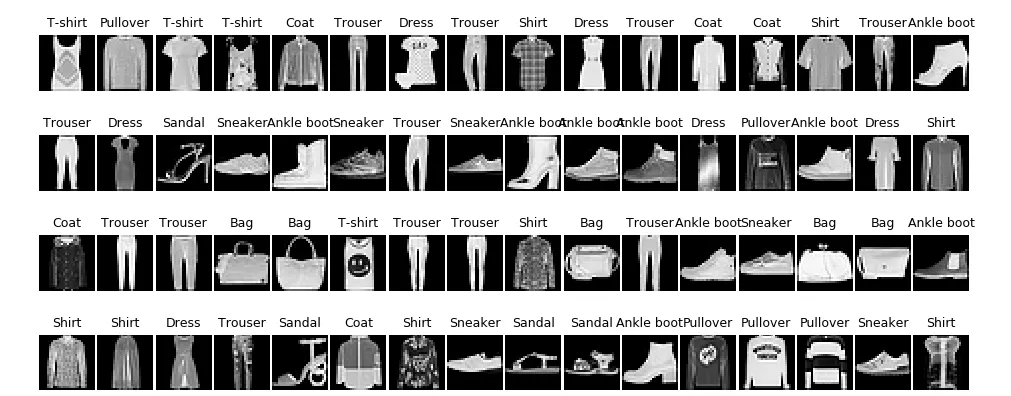 T-shirt Pullover T-shirt T-shirt Coat Trouser Dress Trouser Shirt Dress Trouser Coat Coat Shirt Trouser Ankle boot
Trouser Dress Sandal Sneaker Ankle boot Sneaker Trouser Sneaker Ankle boot Ankle boot Ankle boot Dress Pullover Ankle boot Dress Shirt
Coat Trouser Trouser Bag Bag T-shirt Trouser Trouser Shirt Bag Trouser Ankle boot Sneaker Bag Bag Ankle boot
Shirt Shirt Dress Trouser Sandal Coat Shirt Sneaker Sandal Sandal Ankle boot Pullover Pullover Pullover Sneaker Shirt